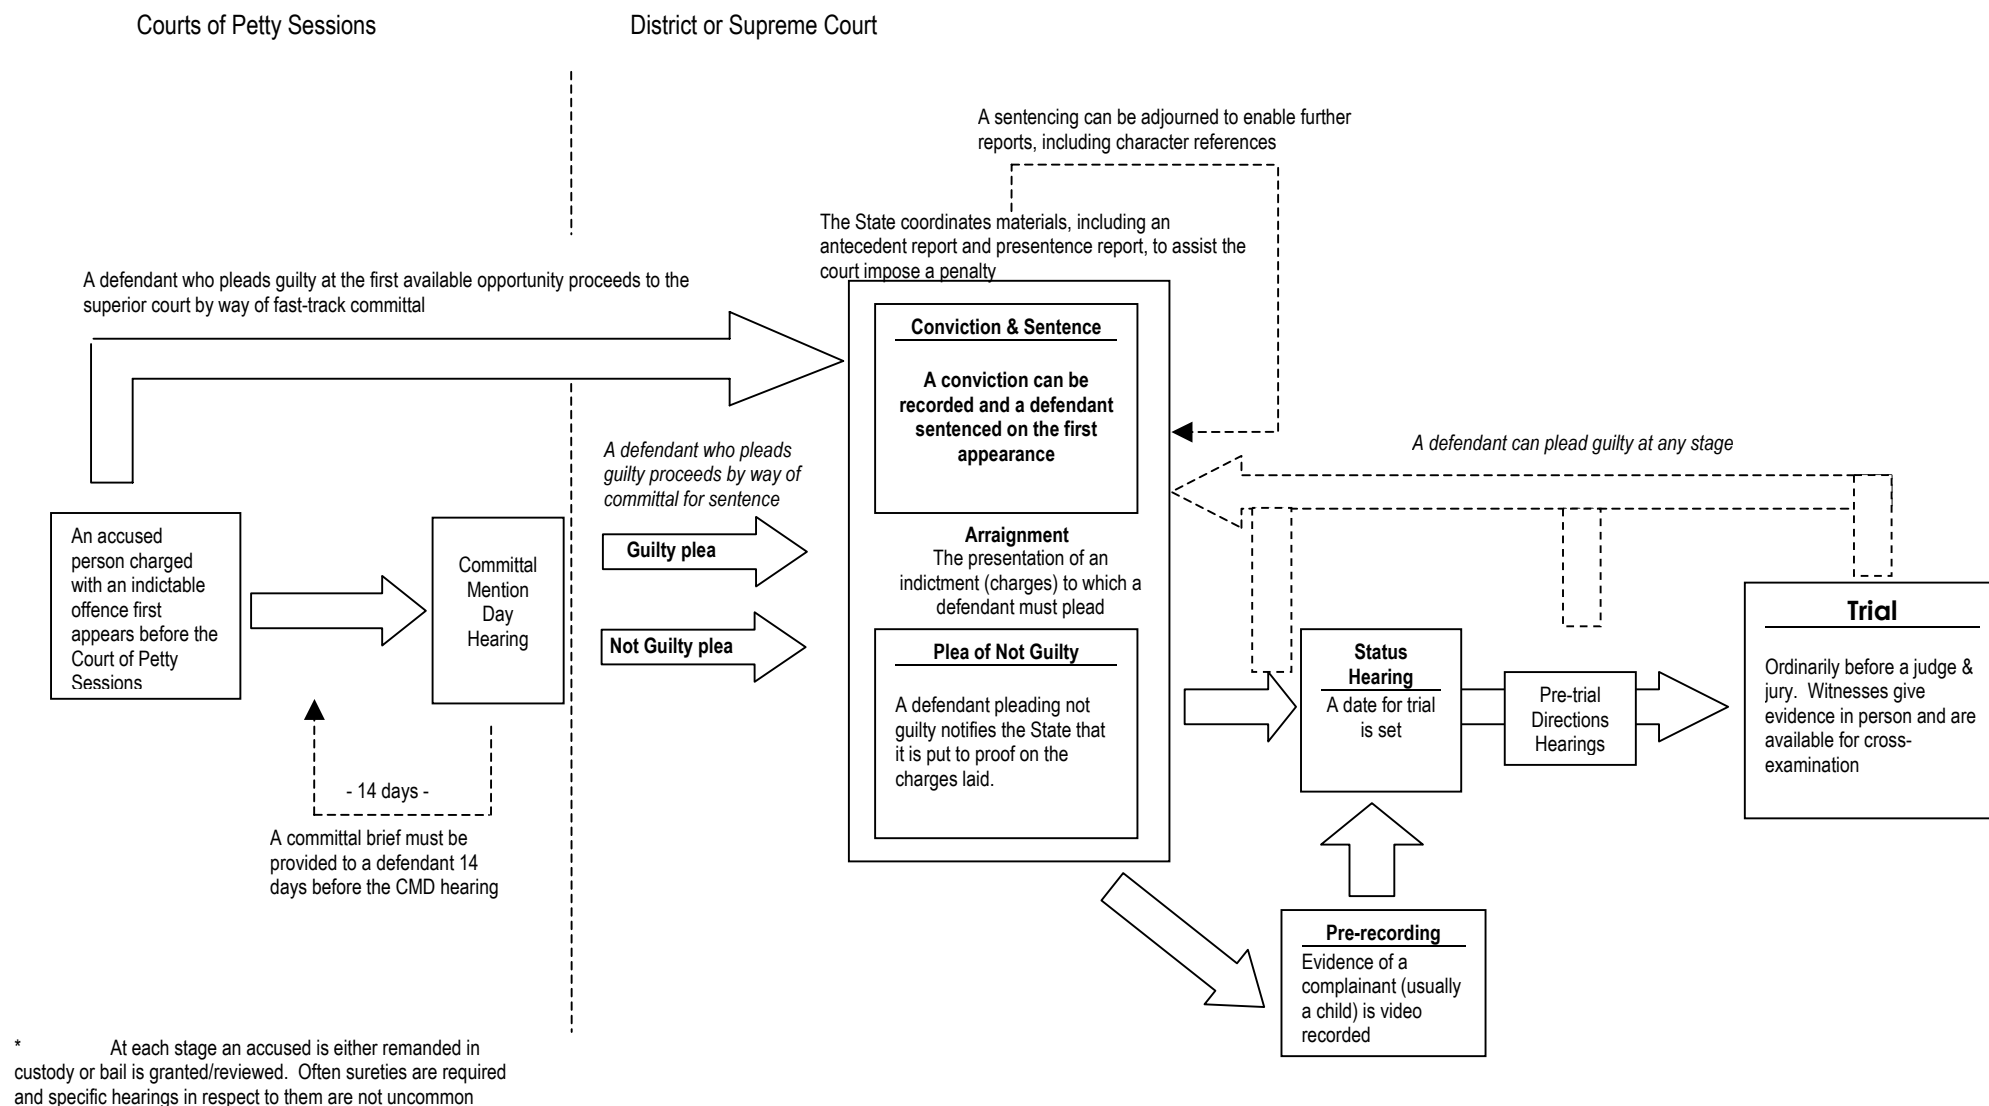 Courts of Petty Sessions
District or Supreme Court
A sentencing can be adjourned to enable further
reports, including character references
The State coordinates materials, including an
antecedent report and presentence report, to assist the
court impose a penalty
A defendant who pleads guilty at the first available opportunity proceeds to the
superior court by way of fast-track committal
Conviction & Sentence
A conviction can be
recorded and a defendant
sentenced on the first
appearance
A defendant who pleads
guilty proceeds by way of
committal for sentence
A defendant can plead guilty at any stage
An accused
person charged
with an indictable
offence first
appears before the
Court of Petty
Sessions
Committal
Mention
Day
Hearing
Guilty plea
Not Guilty plea
Arraignment
The presentation of an
indictment (charges) to which a
defendant must plead
Plea of Not Guilty
A defendant pleading not
guilty notifies the State that
it is put to proof on the
charges laid.
Status
Hearing
A date for trial
is set
Pre-trial
Directions
Hearings
Trial
Ordinarily before a judge &
jury.  Witnesses give
evidence in person and are
available for cross-
examination
- 14 days -
A committal brief must be
provided to a defendant 14
days before the CMD hearing
Pre-recording
Evidence of a
complainant (usually
a child) is video
recorded
* At each stage an accused is either remanded in
custody or bail is granted/reviewed.  Often sureties are required
and specific hearings in respect to them are not uncommon